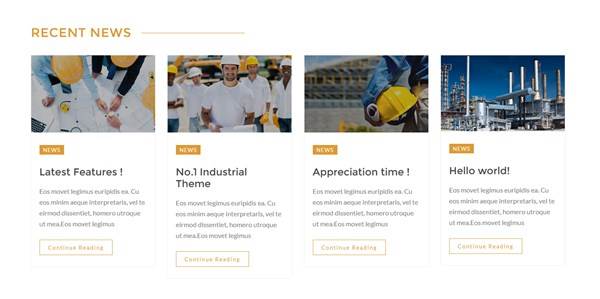 RECENT NEWS
NEWS
Latest Features !
Eos movet legimus euripidis ea. Cu
eos minim aeque interpretaris, vel te
eirmod dissentiet, homero utroque
ut mea.Eos movet legimus
Continue Reading
NEWS
No.1 Industrial
Theme
Eos movet legimus euripidis ea. Cu
eos minim aeque interpretaris, vel te
eirmod dissentiet, homero utroque
ut mea.Eos movet legimus
Continue Reading
NEWS
Appreciation time !
Eos movet legimus euripidis ea. Cu
eos minim aeque interpretaris, vel te
eirmod dissentiet, homero utroque
ut mea.Eos movet legimus
Continue Reading
NEWS
Hello world!
Eos movet legimus euripidis ea. Cu
eos minim aeque interpretaris, vel te
eirmod dissentiet, homero utroque
ut mea.Eos movet legimus
Continue Reading